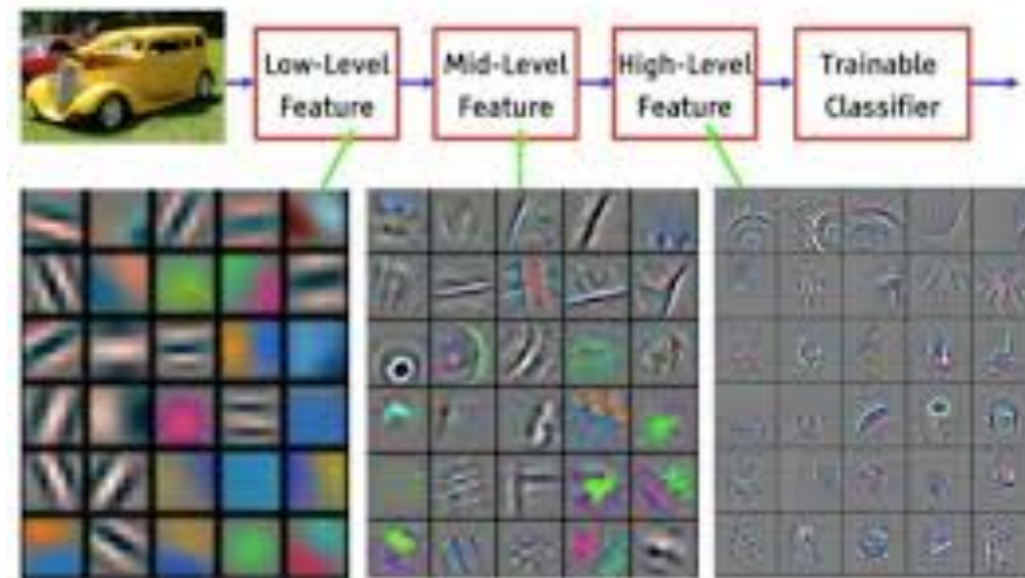 Low-Level
Feature
Mid-Level
Feature
High-Level
Feature
Trainable
Classifier